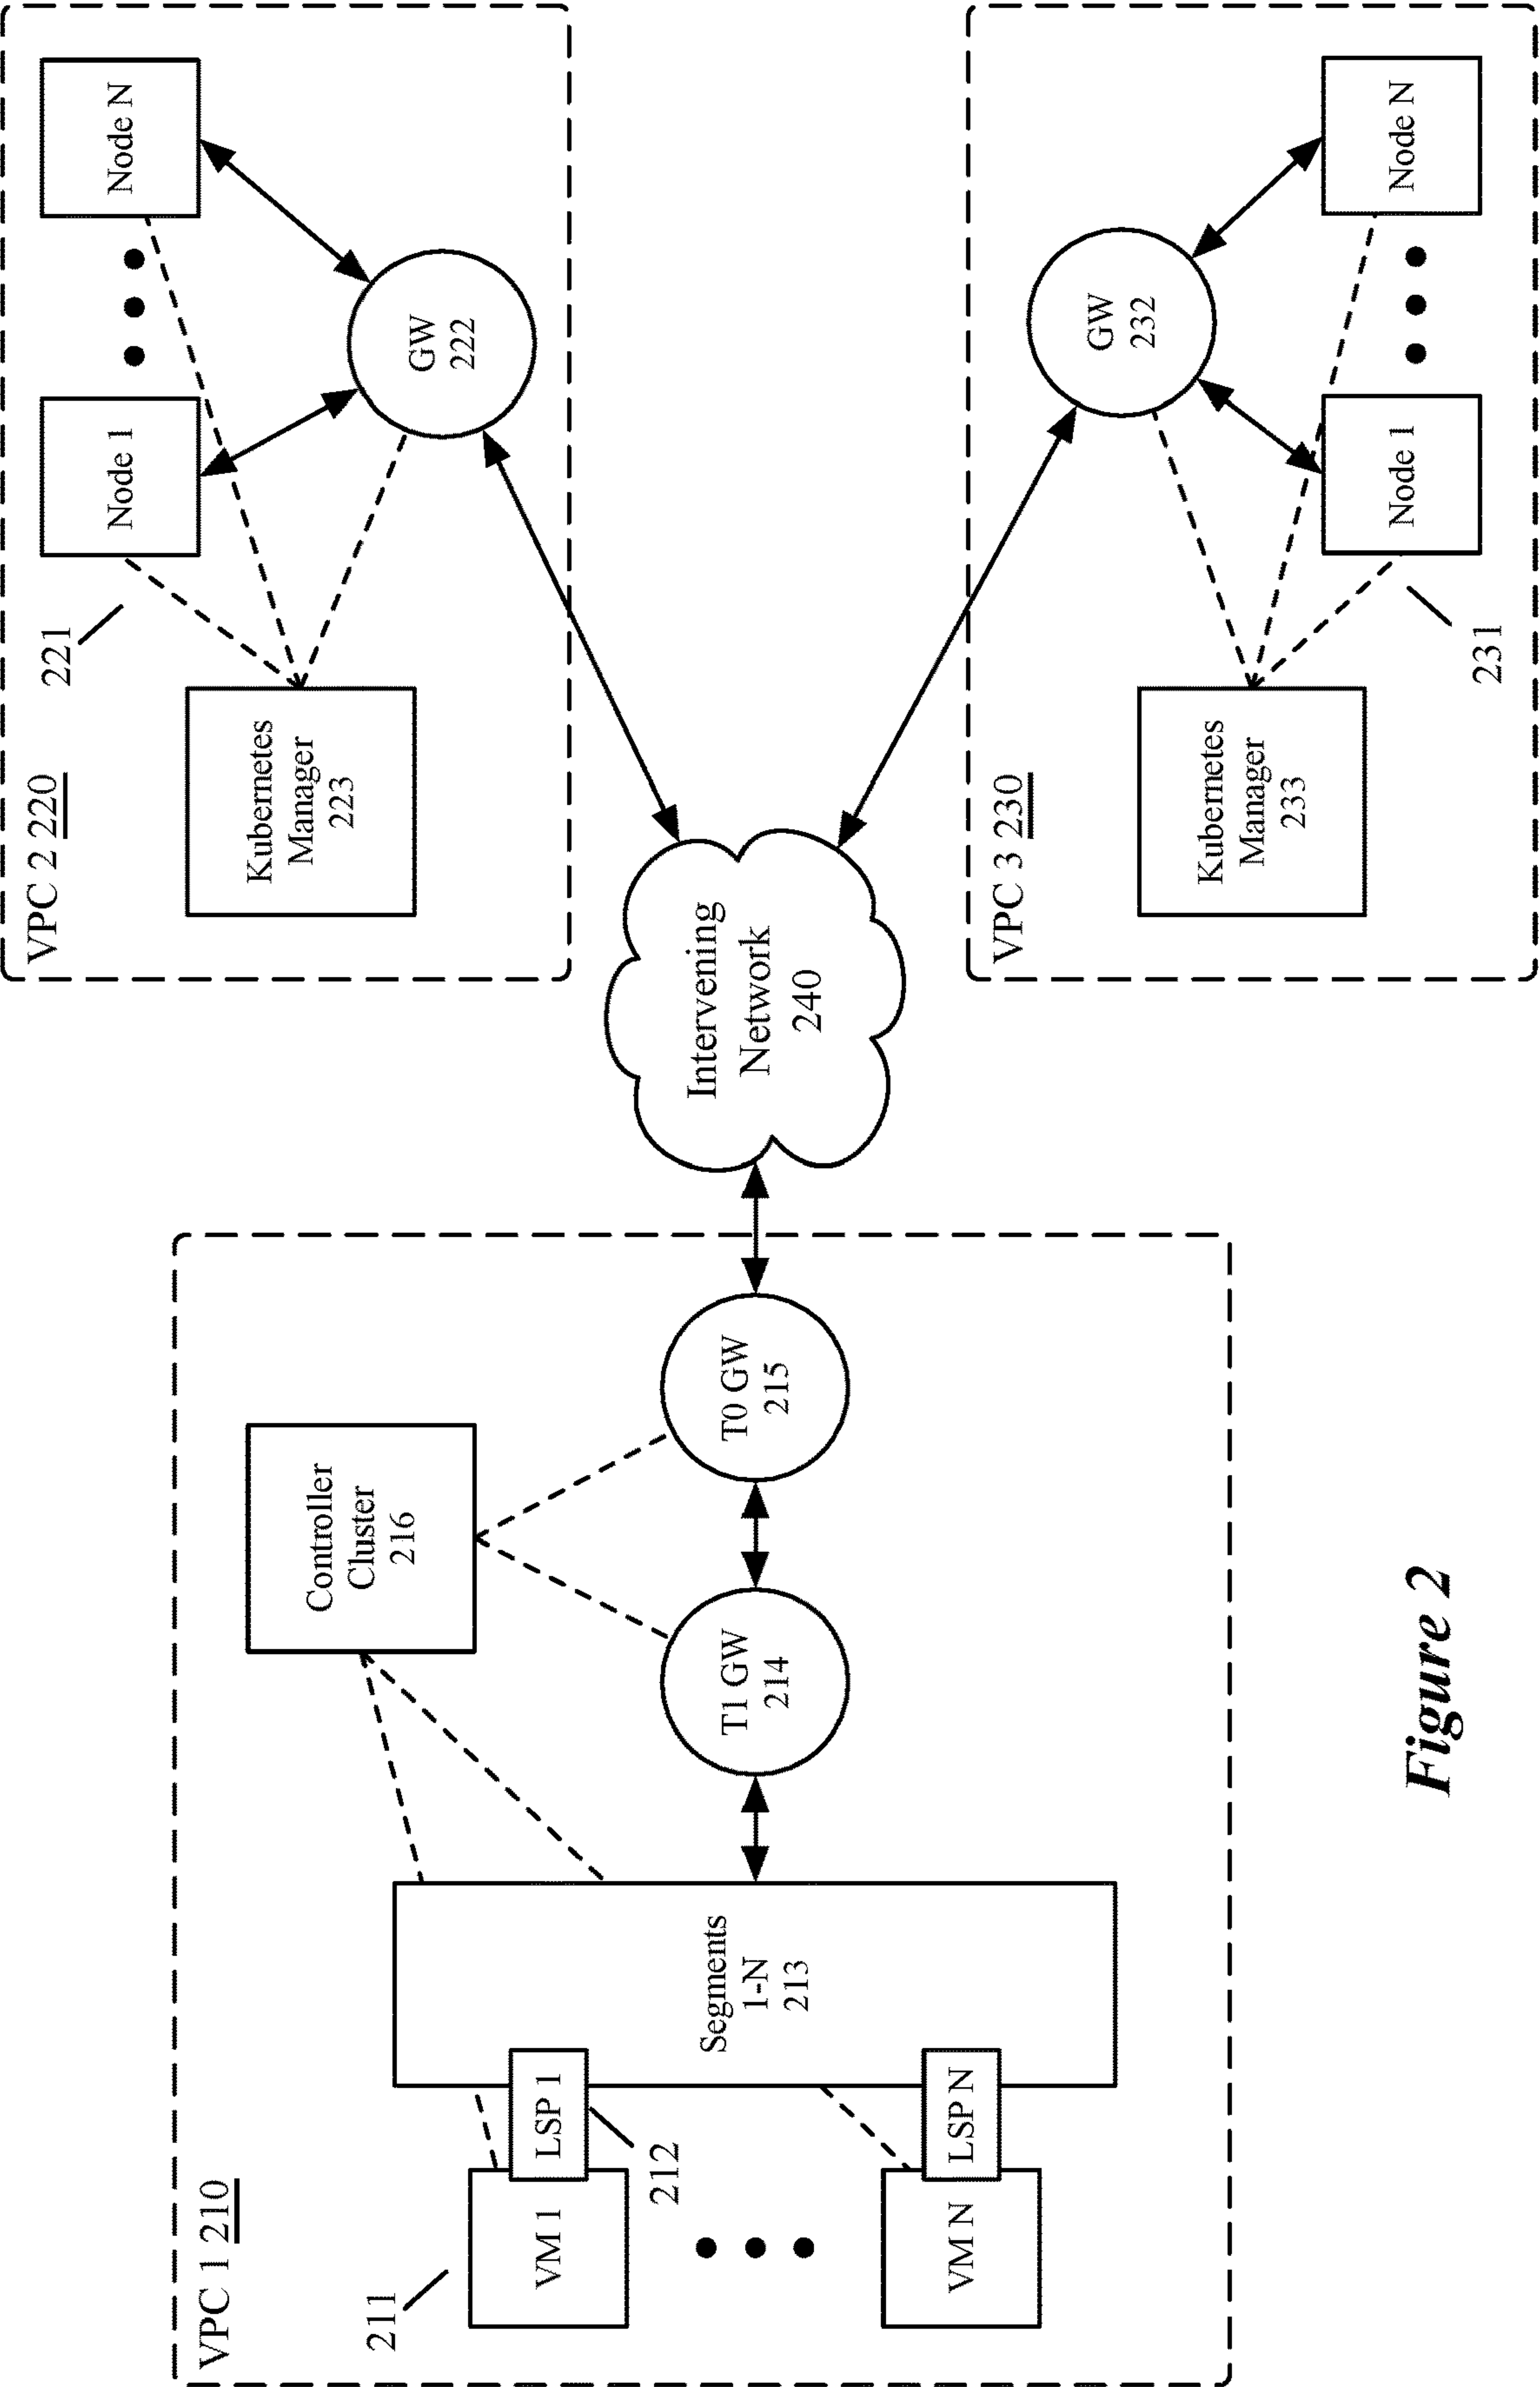 VPC 1 210
211
VM 1
LSP 1
212
VM N
LSP N
Segments
1-N
213
Controller
Cluster
216
T1 GW
214
T0 GW
215
Intervening
Network
240
VPC 2 220
221
Kubernetes
Manager
223
Node 1
Node N
GW
222
VPC 3 230
Kubernetes
Manager
233
GW
232
231
Node 1
Node N
Figure 2